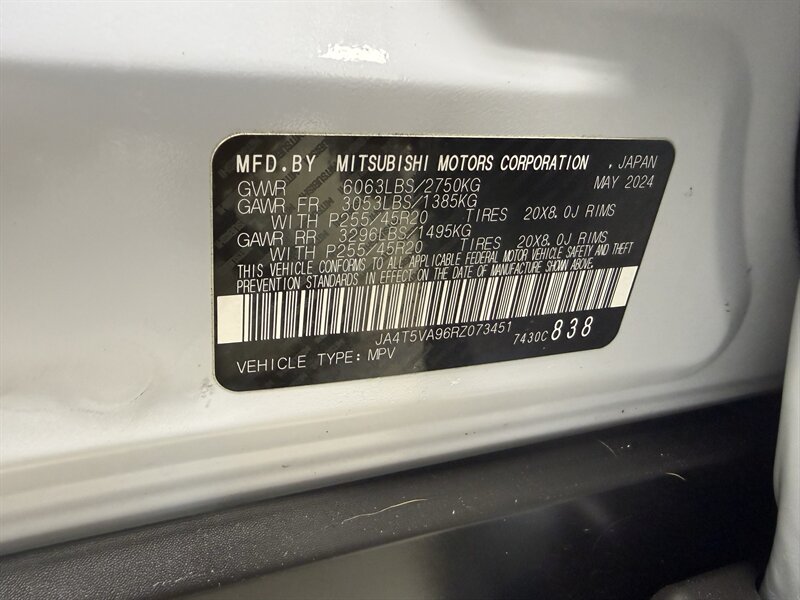 MFD.BY MITSUBISHI MOTORS CORPORATION , JAPAN
GVWR 6063LBS/2750KG MAY 2024
GAWR FR 3053LBS/1385KG
WITH P255/45R20 TIRES 20X8.0J RIMS
GAWR RR 3296LBS/1495KG
WITH P255/45R20 TIRES 20X8.0J RIMS
THIS VEHICLE CONFORMS TO ALL APPLICABLE FEDERAL MOTOR VEHICLE SAFETY AND THEFT
PREVENTION STANDARDS IN EFFECT ON THE DATE OF MANUFACTURE SHOWN ABOVE.
JA4T5VA96RZ073451 7430C 838
VEHICLE TYPE: MPV